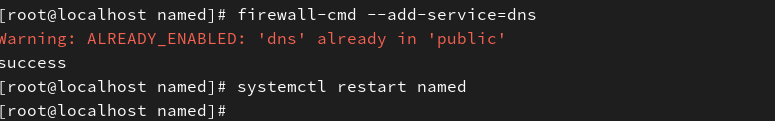 [root@localhost named]# firewall-cmd --add-service=dns
Warning: ALREADY_ENABLED: 'dns' already in 'public'
success
[root@localhost named]# systemctl restart named
[root@localhost named]#